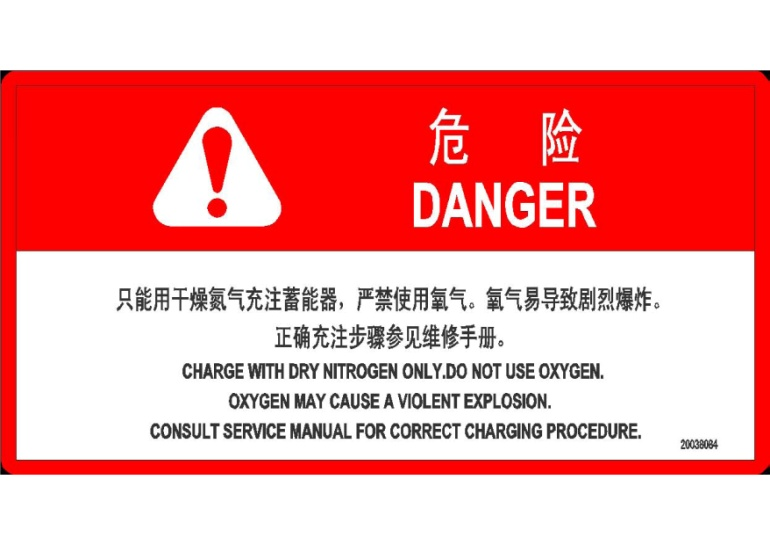 危 险
DANGER
只能用干燥氮气充注蓄能器，严禁使用氧气。氧气易导致剧烈爆炸。
正确充注步骤参见维修手册。
CHARGE WITH DRY NITROGEN ONLY.DO NOT USE OXYGEN.
OXYGEN MAY CAUSE A VIOLENT EXPLOSION.
CONSULT SERVICE MANUAL FOR CORRECT CHARGING PROCEDURE.
20038084